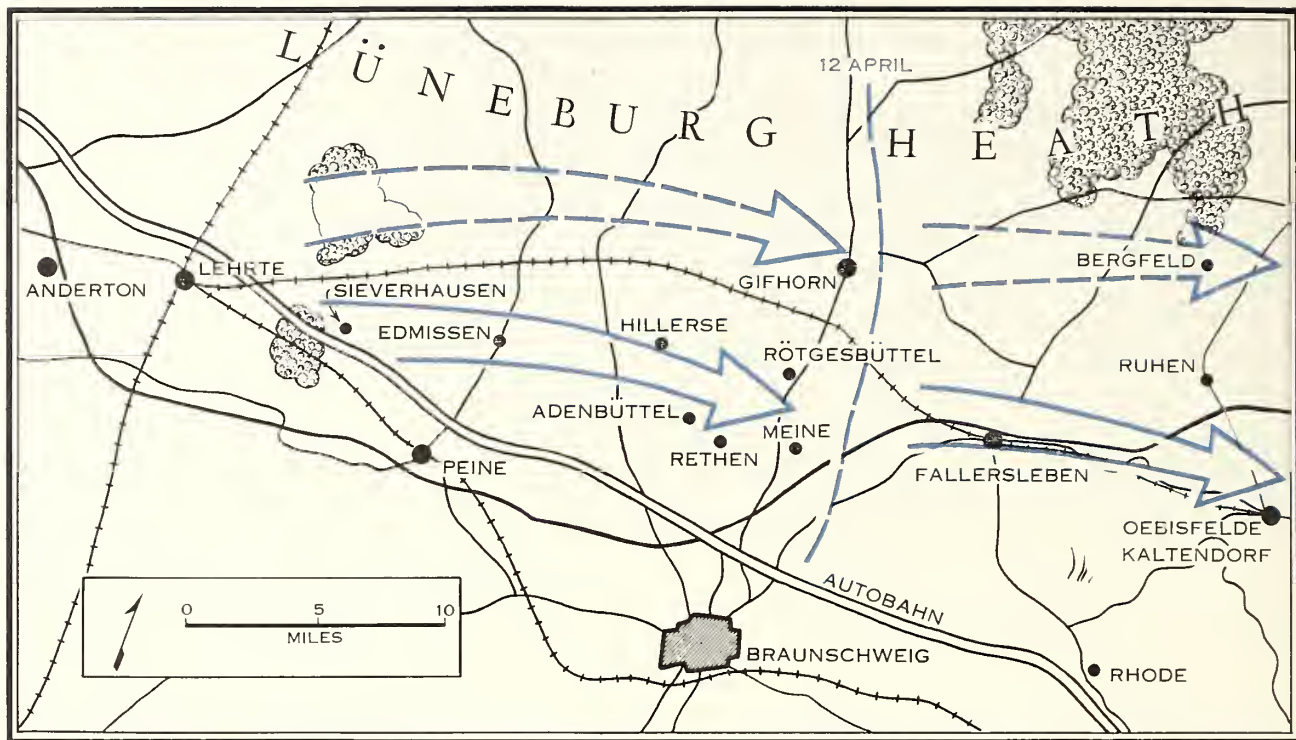 LÜNEBURG HEATH
12 APRIL
ANDERTON
LEHRTE
SIEVERHAUSEN
EDMISSEN
HILLERSE
GIFHORN
BERGFELD
RÖTGESBÜTTEL
RUHEN
ADENBÜTTEL
RETHEN
MEINE
PEINE
FALLERSLEBEN
OEBISFELDE
KALTENDORF
0 5 10
MILES
AUTOBAHN
BRAUNSCHWEIG
RHODE